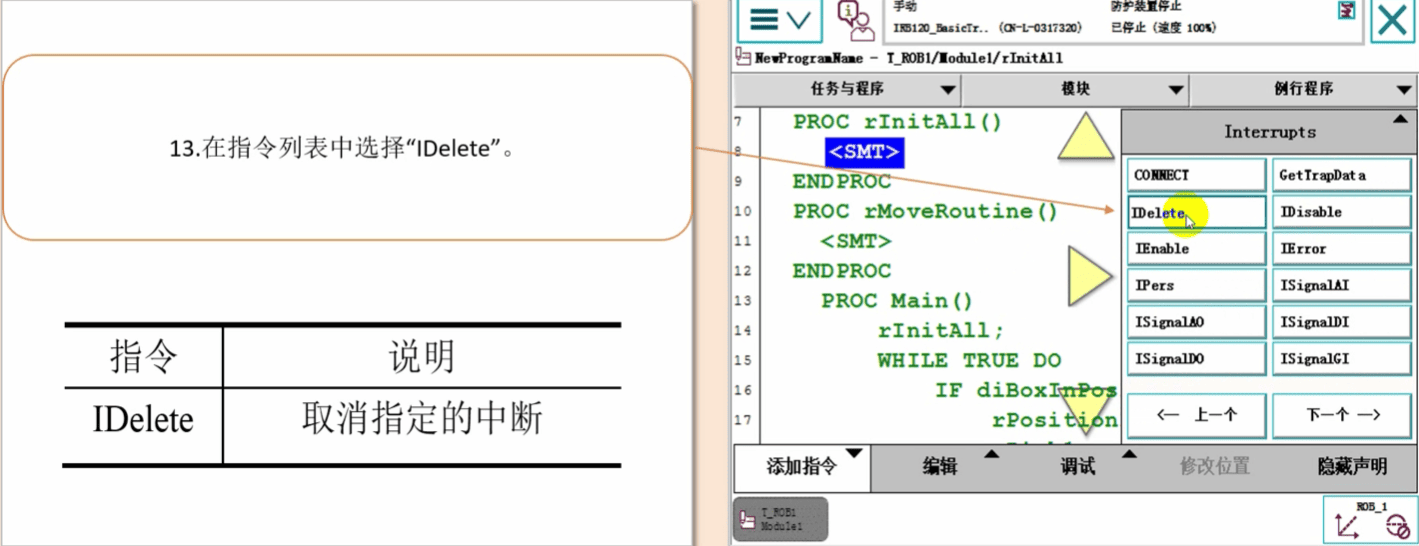 13.在指令列表中选择“IDelete”。
指令 说明
IDelete 取消指定的中断
手动 防护装置停止
IRB120_BasicTr.. (CN-L-0317320) 已停止 (速度 100%)
NewProgramName - T_ROB1/Module1/rInitAll
任务与程序 模块 例行程序
7 PROC rInitAll()
8 <SMT>
9 ENDPROC
10 PROC rMoveRoutine()
11 <SMT>
12 ENDPROC
13 PROC Main()
14 rInitAll;
15 WHILE TRUE DO
16 IF diBoxInPos
17 rPosition
Interrupts
CONNECT GetTrapData
IDelete IDisable
IEnable IError
IPers ISignalAI
ISignalAO ISignalDI
ISignalDO ISignalGI
<— 上一个 下一个 —>
添加指令 编辑 调试 修改位置 隐藏声明
T_ROB1
Module1
ROB_1